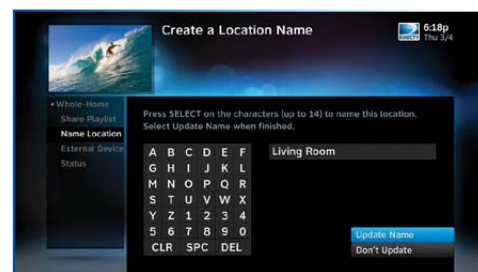 Create a Location Name
DIRECTV
6:18p
Thu 3/4
Whole-Home
Share Playlist
Name Location
External Device
Status
Press SELECT on the characters (up to 14) to name this location.
Select Update Name when finished.
A B C D E F
G H I J K L
M N O P Q R
S T U V W X
Y Z 1 2 3 4
5 6 7 8 9 0
CLR SPC DEL
Living Room
Update Name
Don't Update